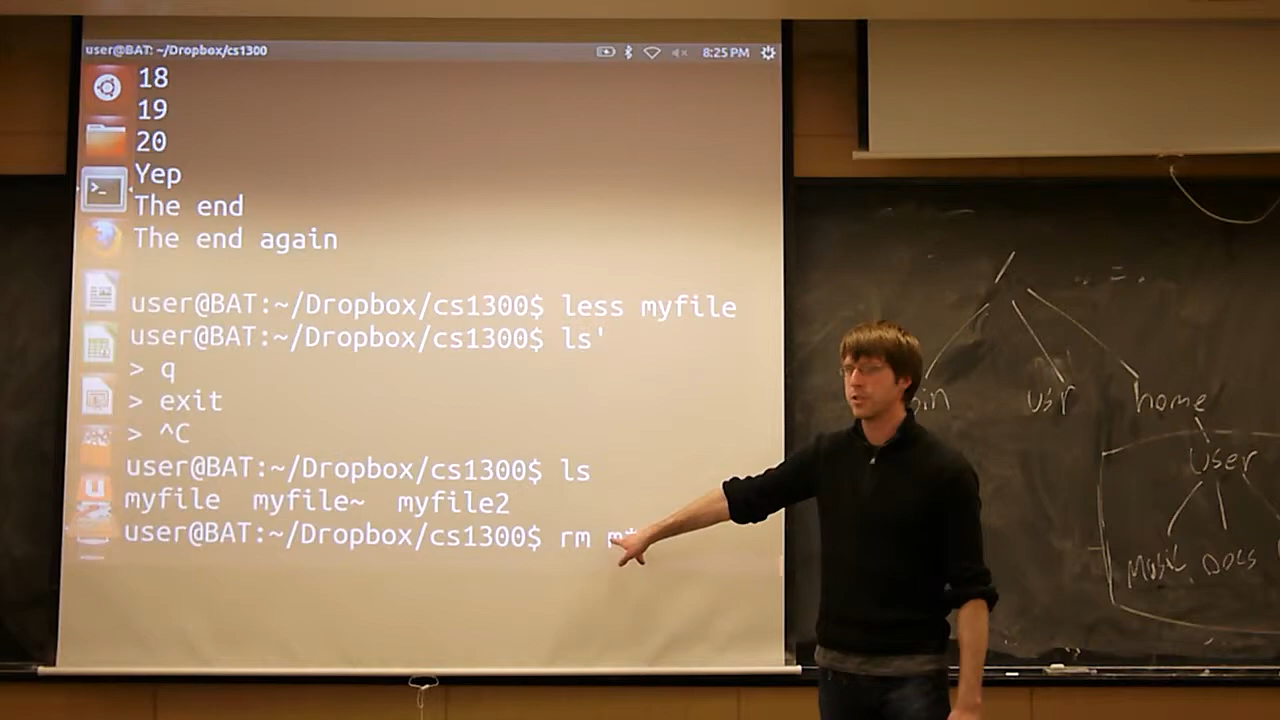 user@BAT: ~/Dropbox/cs1300
8:25 PM
18
19
20
Yep
The end
The end again
user@BAT:~/Dropbox/cs1300$ less myfile
user@BAT:~/Dropbox/cs1300$ ls'
> q
> exit
> ^C
user@BAT:~/Dropbox/cs1300$ ls
myfile myfile~ myfile2
user@BAT:~/Dropbox/cs1300$ rm m*
/
usr
home
user
Music
DOCS